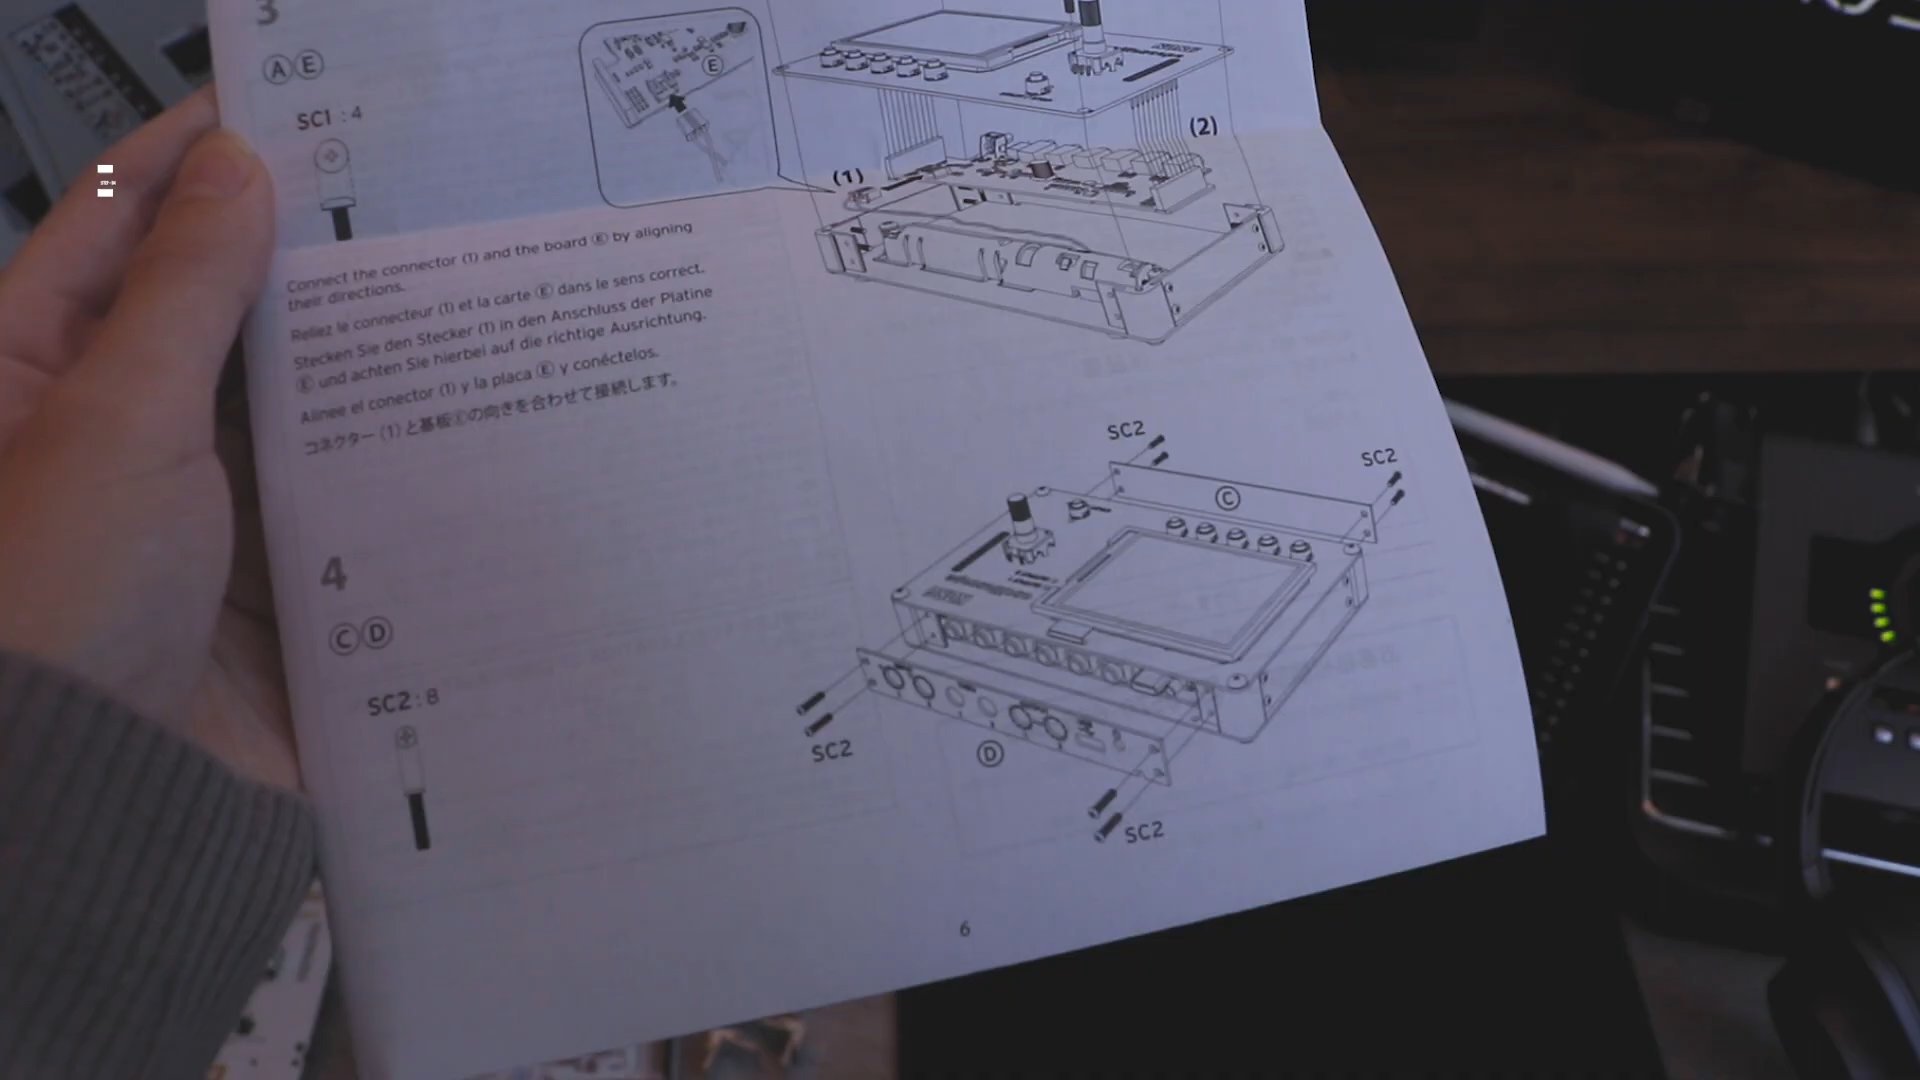 3
A E
SC1 : 4
E
(2)
(1)
Connect the connector (1) and the board Ⓔ by aligning
their directions.
Reliez le connecteur (1) et la carte Ⓔ dans le sens correct.
Stecken Sie den Stecker (1) in den Anschluss der Platine
Ⓔ und achten Sie hierbei auf die richtige Ausrichtung.
Alinee el conector (1) y la placa Ⓔ y conéctelos.
コネクター (1) と基板Ⓔの向きを合わせて接続します。
4
C D
SC2 : 8
SC2
SC2
C
SC2
D
SC2
6